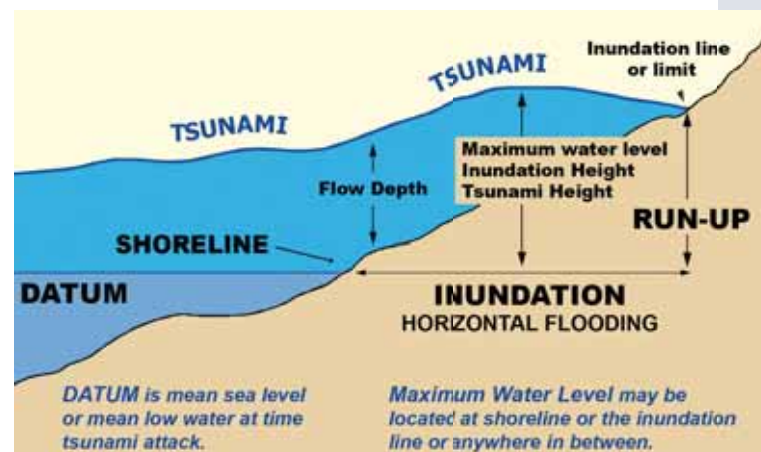 Inundation line
or limit
TSUNAMI
TSUNAMI
Maximum water level
Inundation Height
Tsunami Height
Flow Depth
RUN-UP
SHORELINE
DATUM
INUNDATION
HORIZONTAL FLOODING
DATUM is mean sea level
or mean low water at time
tsunami attack.
Maximum Water Level may be
located at shoreline or the inundation
line or anywhere in between.